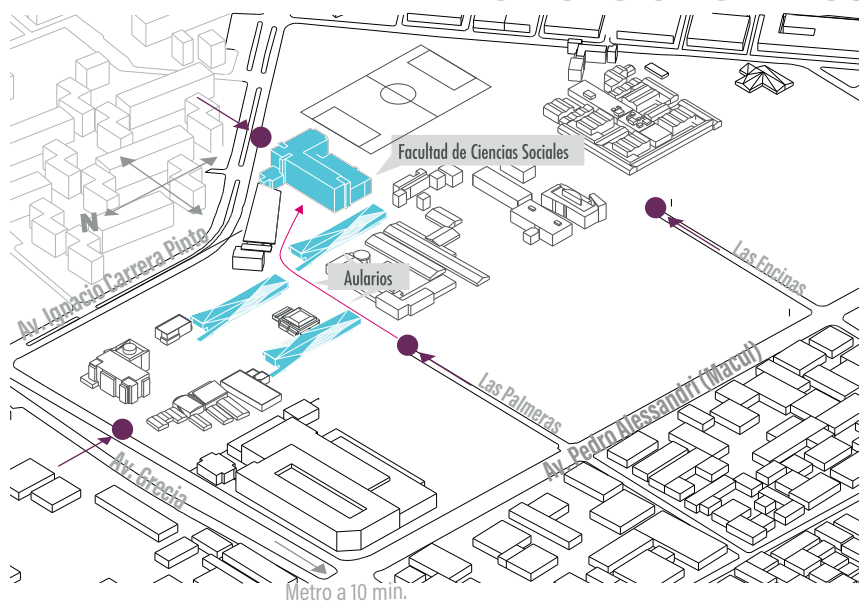 Facultad de Ciencias Sociales
N
Av. Ignacio Carrera Pinto
Las Encinas
Aularios
Las Palmeras
Av. Pedro Alessandri (Macul)
Av. Grecia
Metro a 10 min.